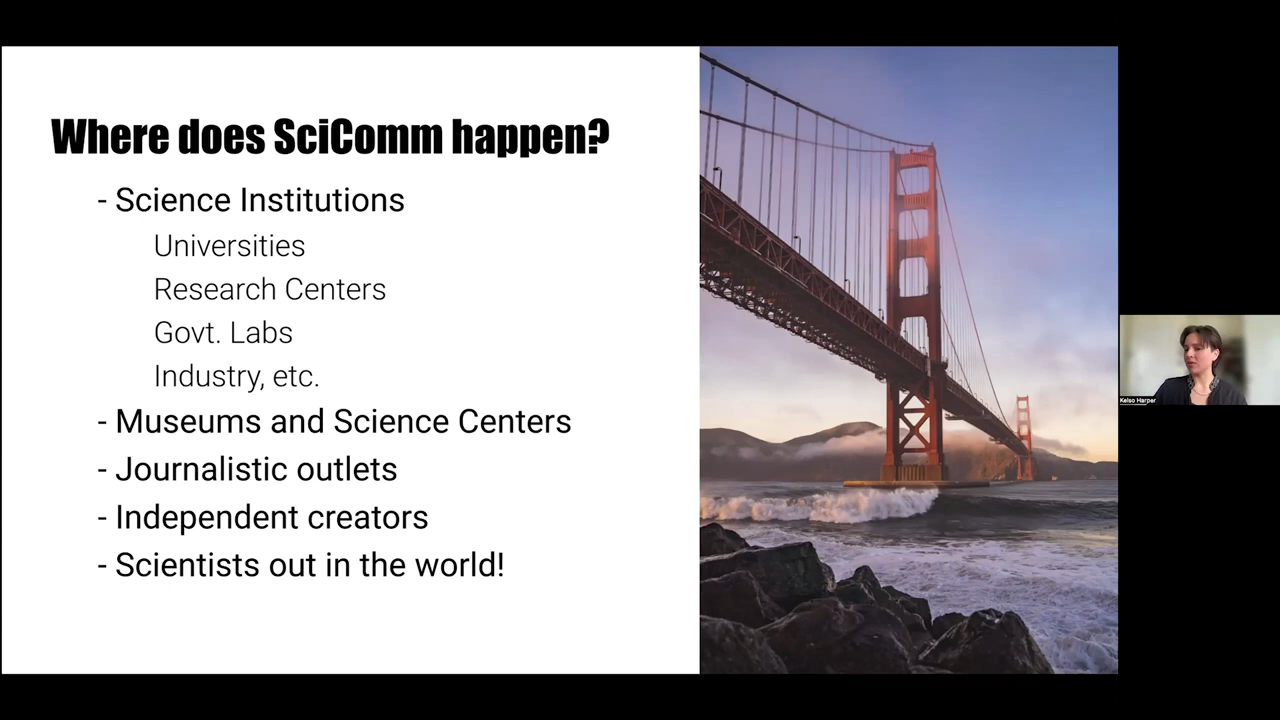 Where does SciComm happen?
- Science Institutions
Universities
Research Centers
Govt. Labs
Industry, etc.
- Museums and Science Centers
- Journalistic outlets
- Independent creators
- Scientists out in the world!
Kelso Harper